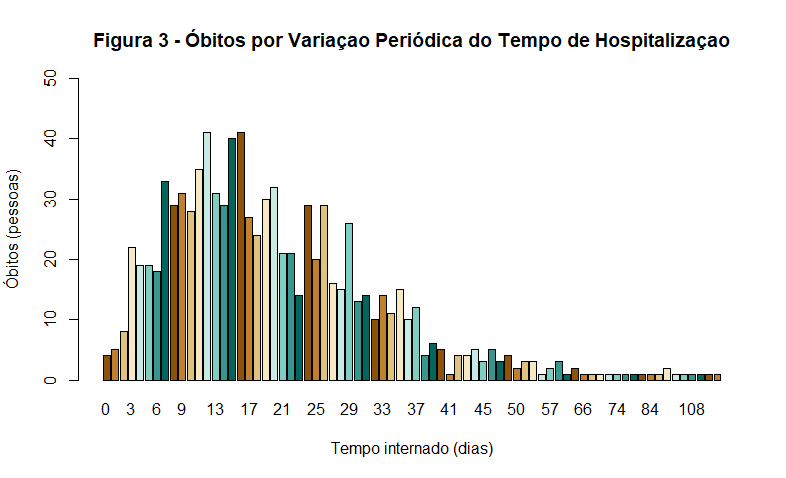 Figura 3 - Óbitos por Variaçao Periódica do Tempo de Hospitalizaçao
Óbitos (pessoas)
50
40
30
20
10
0
0 3 6 9 13 17 21 25 29 33 37 41 45 50 57 66 74 84 108
Tempo internado (dias)